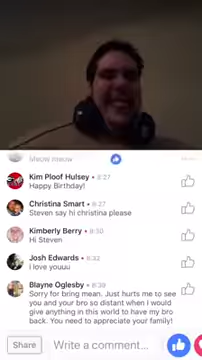 Kim Ploof Hulsey • 8:27
Happy Birthday!
Christina Smart • 8:27
Steven say hi christina please
Kimberly Berry • 8:30
Hi Steven
Josh Edwards • 8:32
i love youuu
Blayne Oglesby • 8:39
Sorry for bring mean. Just hurts me to see
you and your bro so distant when I would
give anything in this world to have my bro
back. You need to appreciate your family!
Share
Write a comment...